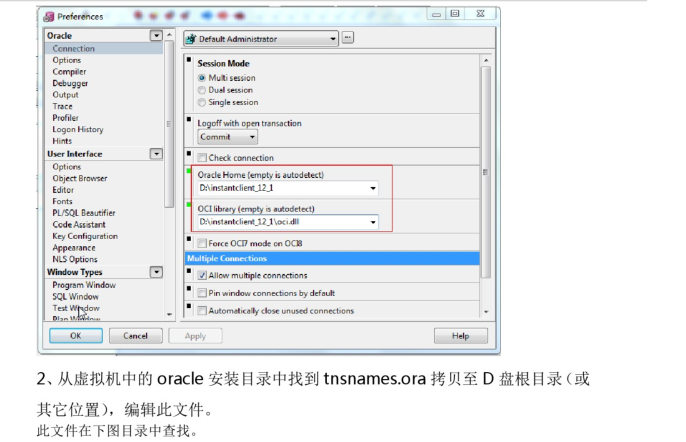 Preferences
Oracle
Connection
Options
Compiler
Debugger
Output
Trace
Profiler
Logon History
Hints
User Interface
Options
Object Browser
Editor
Fonts
PL/SQL Beautifier
Code Assistant
Key Configuration
Appearance
NLS Options
Window Types
Program Window
SQL Window
Test Window
Plan Window
Default Administrator
...
Session Mode
Multi session
Dual session
Single session
Logoff with open transaction
Commit
Check connection
Oracle Home (empty is autodetect)
D:\instantclient_12_1
OCI library (empty is autodetect)
D:\instantclient_12_1\oci.dll
Force OCI7 mode on OCI8
Multiple Connections
Allow multiple connections
Pin window connections by default
Automatically close unused connections
OK Cancel Apply Help
2、从虚拟机中的 oracle 安装目录中找到 tnsnames.ora 拷贝至 D 盘根目录（或
其它位置），编辑此文件。
此文件在下图目录中查找。